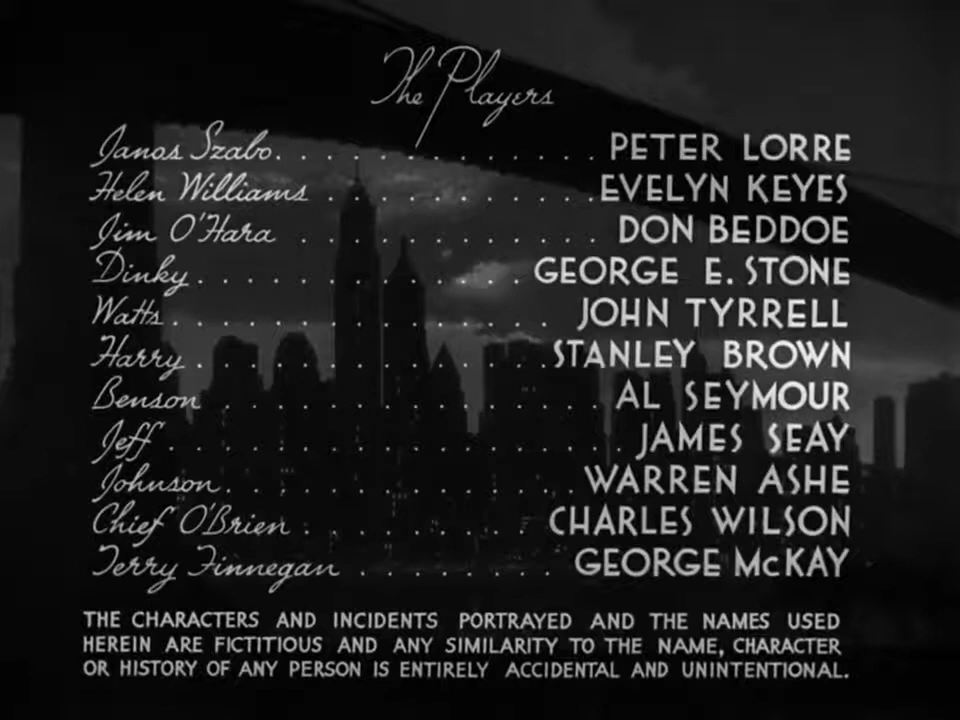 The Players
Janos Szabo. . . . . . . . . . . . . PETER LORRE
Helen Williams . . . . . . . . . . . EVELYN KEYES
Jim O'Hara . . . . . . . . . . . . DON BEDDOE
Dinky. . . . . . . . . . . . . GEORGE E. STONE
Watts. . . . . . . . . . . . . . JOHN TYRRELL
Harry. . . . . . . . . . . . . STANLEY BROWN
Benson . . . . . . . . . . . . . . AL SEYMOUR
Jeff . . . . . . . . . . . . . . . . JAMES SEAY
Johnson. . . . . . . . . . . . . WARREN ASHE
Chief O'Brien . . . . . . . . . CHARLES WILSON
Terry Finnegan . . . . . . . . GEORGE McKAY
THE CHARACTERS AND INCIDENTS PORTRAYED AND THE NAMES USED
HEREIN ARE FICTITIOUS AND ANY SIMILARITY TO THE NAME, CHARACTER
OR HISTORY OF ANY PERSON IS ENTIRELY ACCIDENTAL AND UNINTENTIONAL.